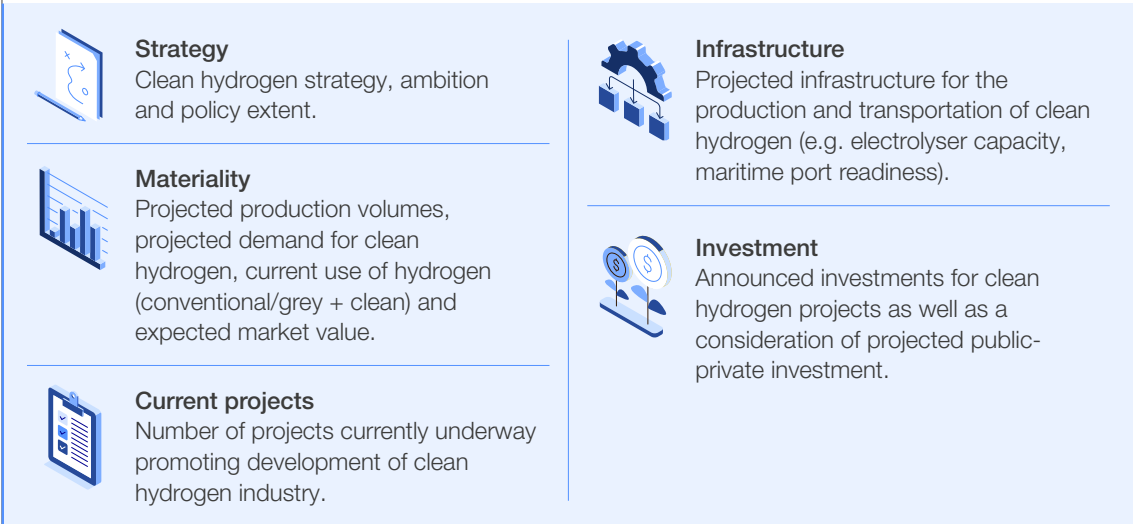 Strategy
Clean hydrogen strategy, ambition
and policy extent.
Materiality
Projected production volumes,
projected demand for clean
hydrogen, current use of hydrogen
(conventional/grey + clean) and
expected market value.
Current projects
Number of projects currently underway
promoting development of clean
hydrogen industry.
Infrastructure
Projected infrastructure for the
production and transportation of clean
hydrogen (e.g. electrolyser capacity,
maritime port readiness).
$ $
Investment
Announced investments for clean
hydrogen projects as well as a
consideration of projected public-
private investment.